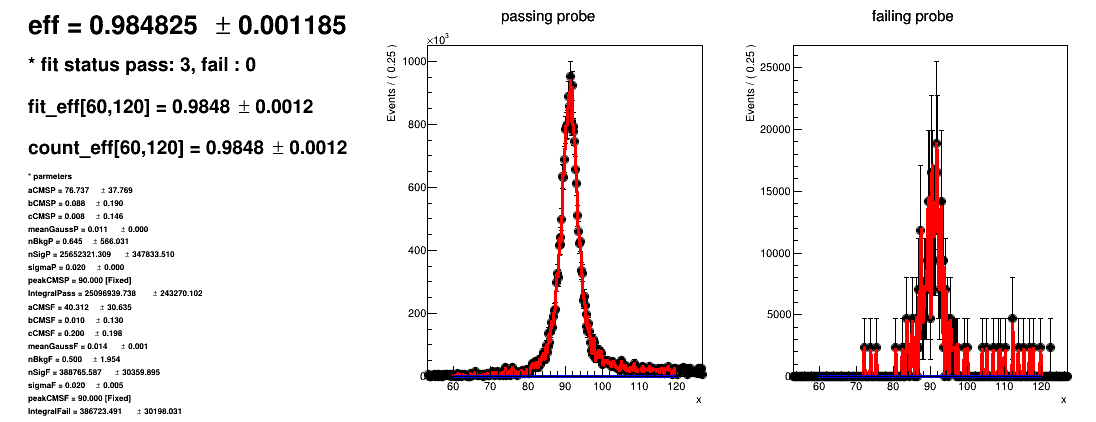 eff = 0.984825 ± 0.001185
* fit status pass: 3, fail : 0
fit_eff[60,120] = 0.9848 ± 0.0012
count_eff[60,120] = 0.9848 ± 0.0012
* parmeters
aCMSP = 76.737 ± 37.769
bCMSP = 0.088 ± 0.190
cCMSP = 0.008 ± 0.146
meanGaussP = 0.011 ± 0.000
nBkgP = 0.645 ± 566.031
nSigP = 25652321.309 ± 347833.510
sigmaP = 0.020 ± 0.000
peakCMSP = 90.000 [Fixed]
IntegralPass = 25096939.738 ± 243270.102
aCMSF = 40.312 ± 30.635
bCMSF = 0.010 ± 0.130
cCMSF = 0.200 ± 0.198
meanGaussF = 0.014 ± 0.001
nBkgF = 0.500 ± 1.954
nSigF = 388765.587 ± 30359.895
sigmaF = 0.020 ± 0.005
peakCMSF = 90.000 [Fixed]
IntegralFail = 386723.491 ± 30198.031
passing probe
×10³
Events / ( 0.25 )
1000
800
600
400
200
0
60 70 80 90 100 110 120
x
failing probe
Events / ( 0.25 )
25000
20000
15000
10000
5000
0
60 70 80 90 100 110 120
x